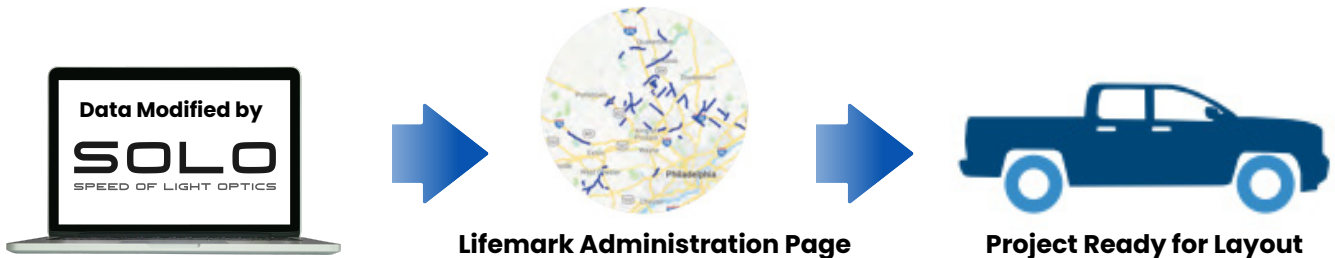 Data Modified by
SOLO
SPEED OF LIGHT OPTICS
Philadelphia
Lifemark Administration Page
Project Ready for Layout